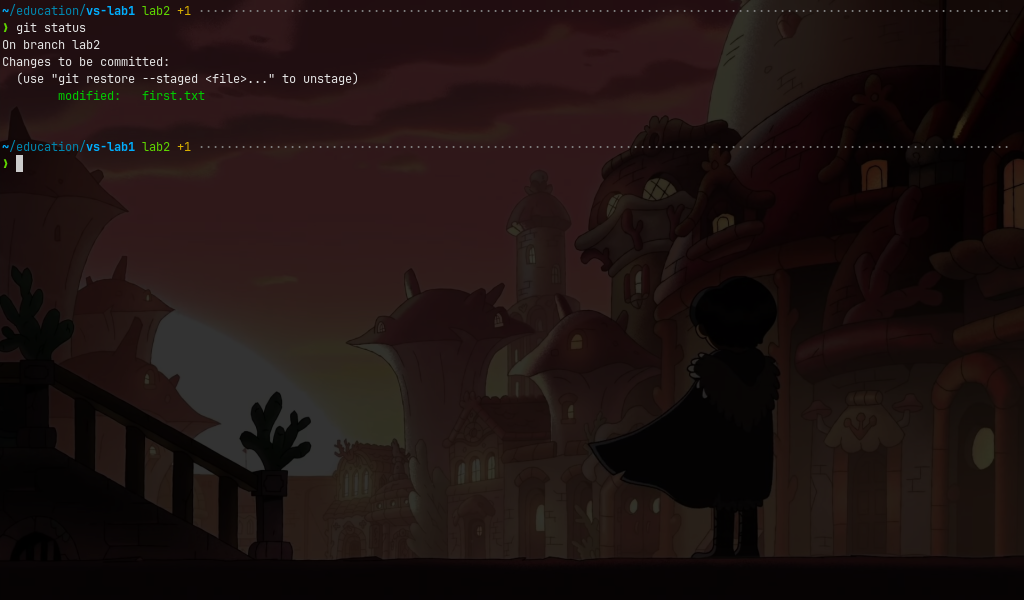 ~/education/vs-lab1 lab2 +1 ································································
❯ git status
On branch lab2
Changes to be committed:
  (use "git restore --staged <file>..." to unstage)
        modified:   first.txt
~/education/vs-lab1 lab2 +1 ································································
❯